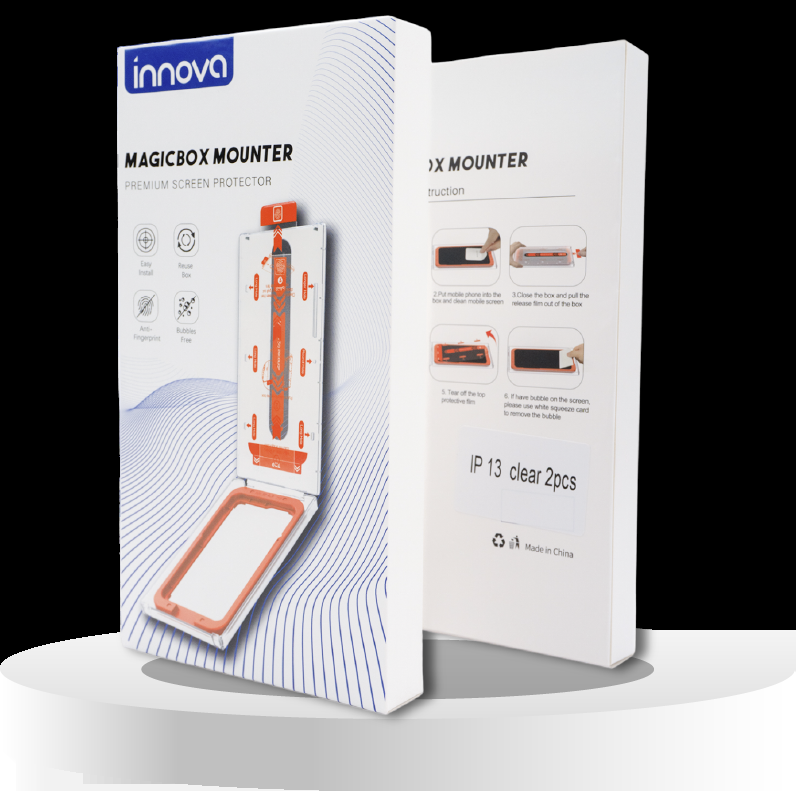 innova
MAGICBOX MOUNTER
PREMIUM SCREEN PROTECTOR
Easy
Install
Reuse
Box
Anti-
Fingerprint
Bubbles
Free
OX MOUNTER
truction
2.Put mobile phone into the
box and clean mobile screen
3.Close the box and pull the
release film out of the box
5. Tear off the top
protective film
6. If have bubble on the screen,
please use white squeeze card
to remove the bubble
IP 13 clear 2pcs
Made in China